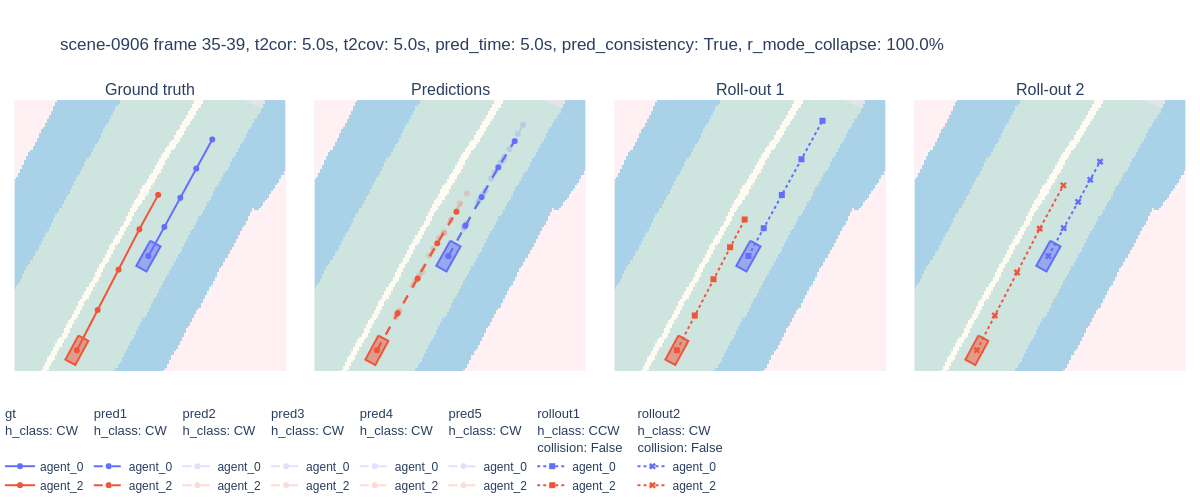 scene-0906 frame 35-39, t2cor: 5.0s, t2cov: 5.0s, pred_time: 5.0s, pred_consistency: True, r_mode_collapse: 100.0%
Ground truth
Predictions
Roll-out 1
Roll-out 2
gt
h_class: CW
agent_0
agent_2
pred1
h_class: CW
agent_0
agent_2
pred2
h_class: CW
agent_0
agent_2
pred3
h_class: CW
agent_0
agent_2
pred4
h_class: CW
agent_0
agent_2
pred5
h_class: CW
agent_0
agent_2
rollout1
h_class: CCW
collision: False
agent_0
agent_2
rollout2
h_class: CW
collision: False
agent_0
agent_2